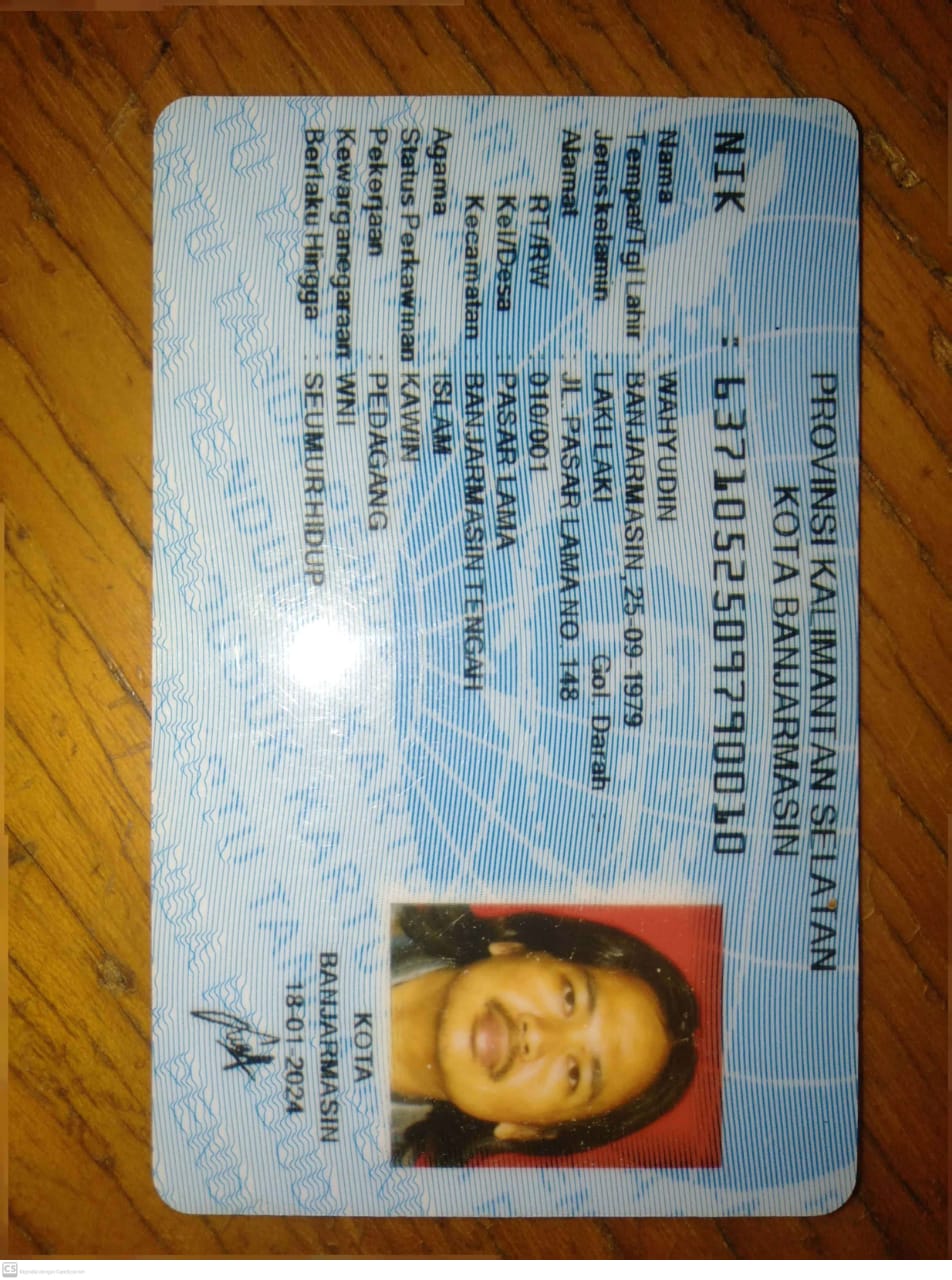 PROVINSI KALIMANTAN SELATAN
KOTA BANJARMASIN
NIK : 6371052509790010
Nama : WAHYUDIN
Tempat/Tgl Lahir : BANJARMASIN, 25-09-1979
Jenis kelamin : LAKI-LAKI Gol. Darah : -
Alamat : JL.PASAR LAMA NO. 148
RT/RW : 010/001
Kel/Desa : PASAR LAMA
Kecamatan : BANJARMASIN TENGAH
Agama : ISLAM
Status Perkawinan : KAWIN
Pekerjaan : PEDAGANG
Kewarganegaraan : WNI
Berlaku Hingga : SEUMUR HIDUP
KOTA
BANJARMASIN
18-01-2024
CS